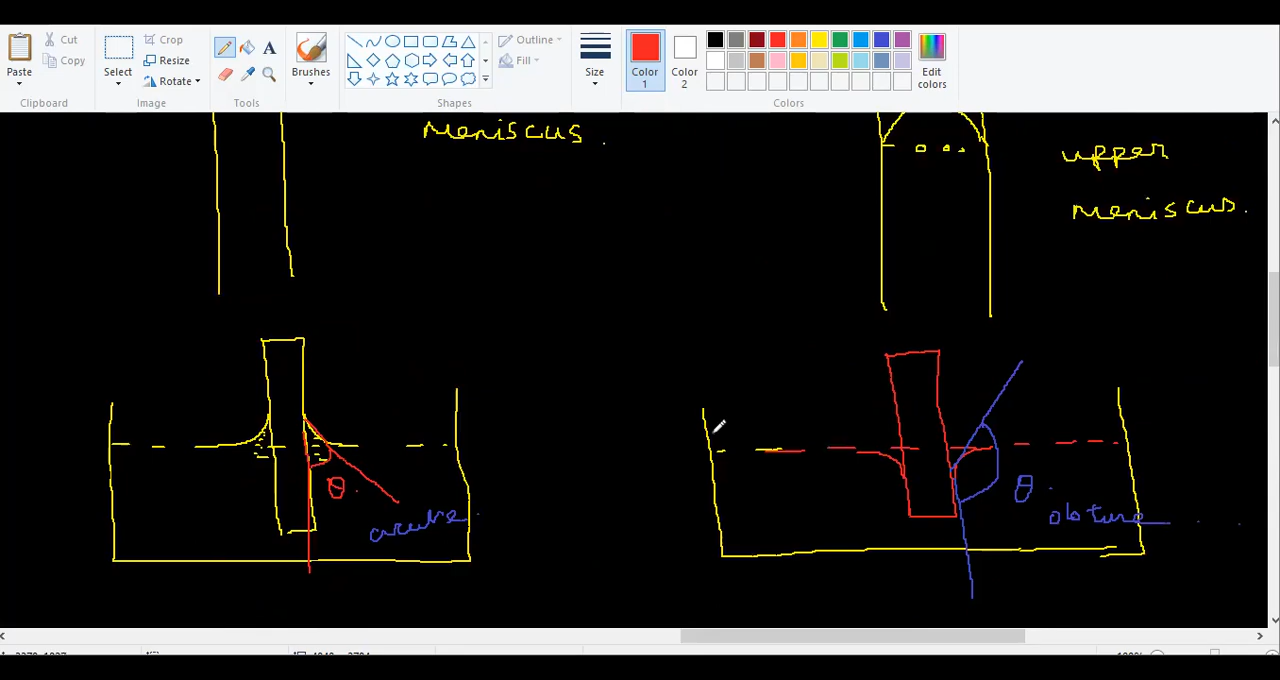 Paste
Cut
Copy
Clipboard
Select
Crop
Resize
Rotate
Image
Tools
Brushes
Shapes
Outline
Fill
Size
Color 1
Color 2
Colors
Edit colors
Meniscus.
upper
Meniscus.
θ.
acute.
θ.
obtuse